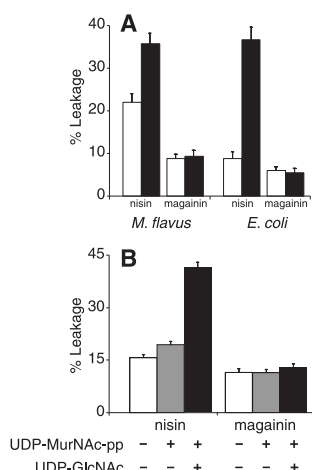 A
40
30
20
10
0
% Leakage
nisin magainin nisin magainin
M. flavus E. coli
B
45
30
15
0
% Leakage
nisin magainin
UDP-MurNAc-pp – + + – + +
UDP-GlcNAc – – + – – +